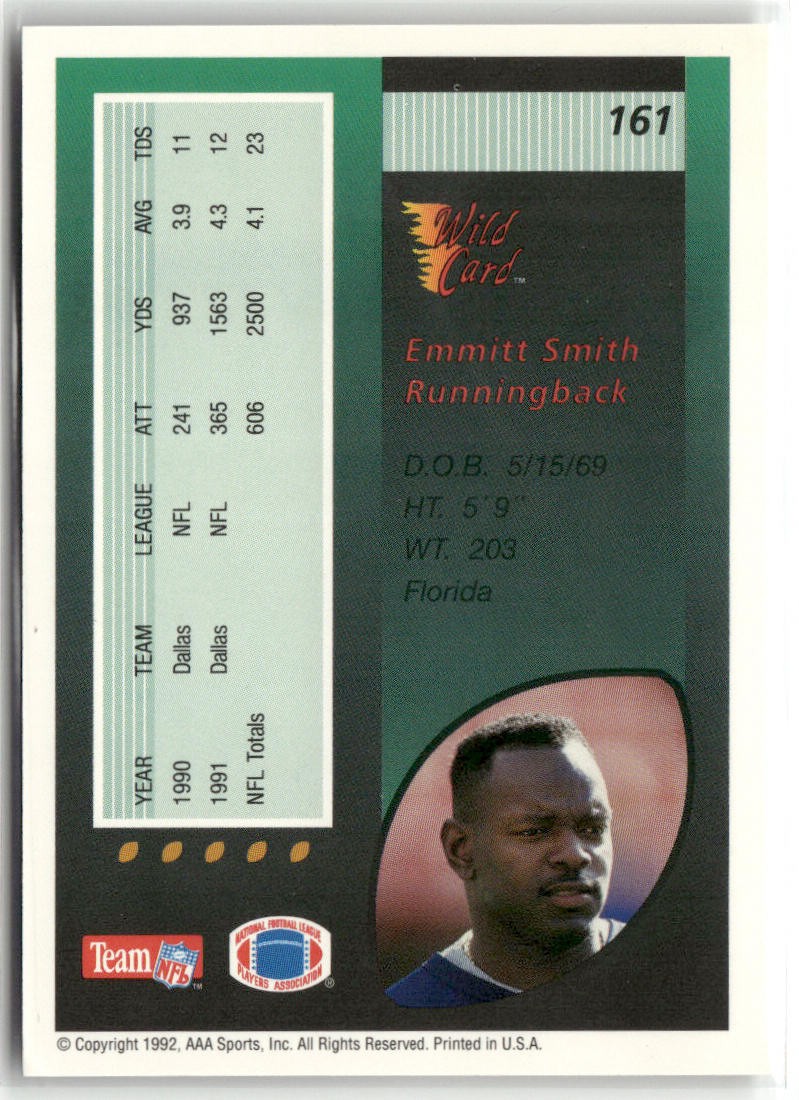 161
Wild
Card™
Emmitt Smith
Runningback
D.O.B. 5/15/69
HT. 5´9¨
WT. 203
Florida
YEAR TEAM LEAGUE ATT YDS AVG TDS
1990 Dallas NFL 241 937 3.9 11
1991 Dallas NFL 365 1563 4.3 12
NFL Totals 606 2500 4.1 23
Team NFL™
NATIONAL FOOTBALL LEAGUE
PLAYERS ASSOCIATION®
© Copyright 1992, AAA Sports, Inc. All Rights Reserved. Printed in U.S.A.